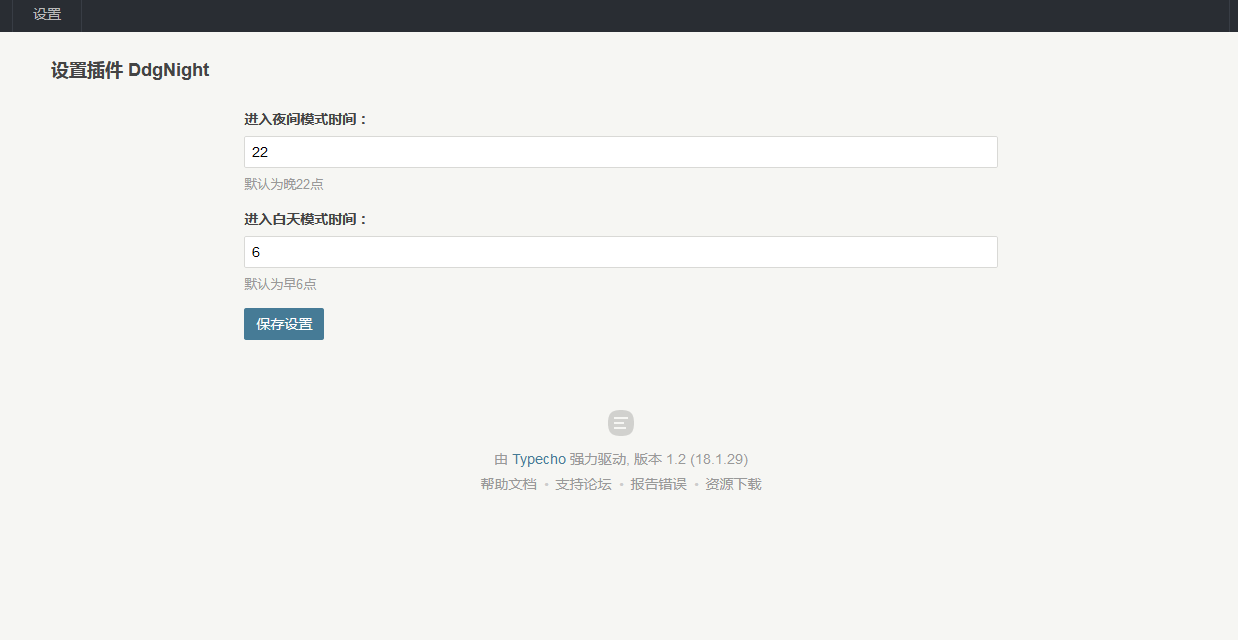 设置
设置插件 DdgNight
进入夜间模式时间：
22
默认为晚22点
进入白天模式时间：
6
默认为早6点
保存设置
由 Typecho 强力驱动, 版本 1.2 (18.1.29)
帮助文档 • 支持论坛 • 报告错误 • 资源下载